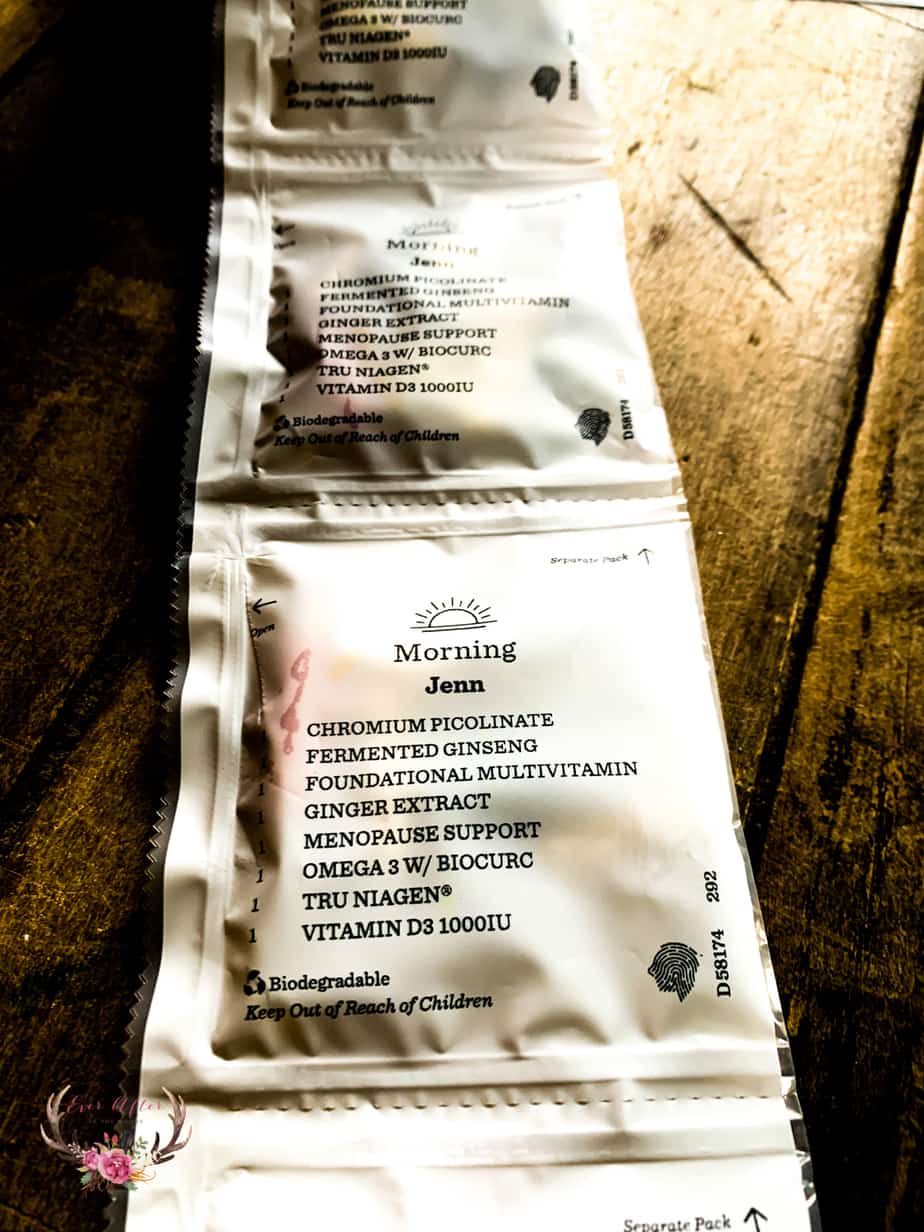 MENOPAUSE SUPPORT
OMEGA 3 W/ BIOCURC
TRU NIAGEN®
VITAMIN D3 1000IU
Biodegradable
Keep Out of Reach of Children
D58174
Morning
Jenn
CHROMIUM PICOLINATE
FERMENTED GINSENG
FOUNDATIONAL MULTIVITAMIN
GINGER EXTRACT
MENOPAUSE SUPPORT
OMEGA 3 W/ BIOCURC
TRU NIAGEN®
1 VITAMIN D3 1000IU
Biodegradable
Keep Out of Reach of Children
D58174
Separate Pack
Open
Morning
Jenn
CHROMIUM PICOLINATE
FERMENTED GINSENG
1 FOUNDATIONAL MULTIVITAMIN
1 GINGER EXTRACT
1 MENOPAUSE SUPPORT
1 OMEGA 3 W/ BIOCURC
1 TRU NIAGEN®
1 VITAMIN D3 1000IU
Biodegradable
Keep Out of Reach of Children
D58174 292
Ever After
Separate Pack